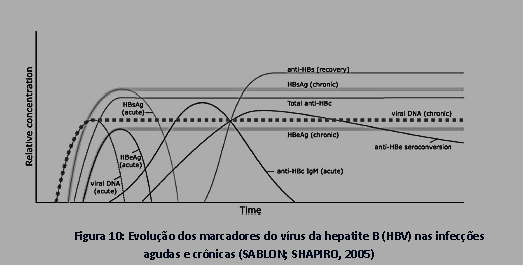 anti-HBs (recovery)
HBsAg (chronic)
HBsAg
(acute)
Total anti-HBc
viral DNA (chronic)
HBeAg (chronic)
anti-HBe seroconversion
HBeAg
(acute)
viral DNA
(acute)
anti-HBc IgM (acute)
Relative concentration
Time
Figura 10: Evolução dos marcadores do vírus da hepatite B (HBV) nas infecções
agudas e crônicas (SABLON; SHAPIRO, 2005)